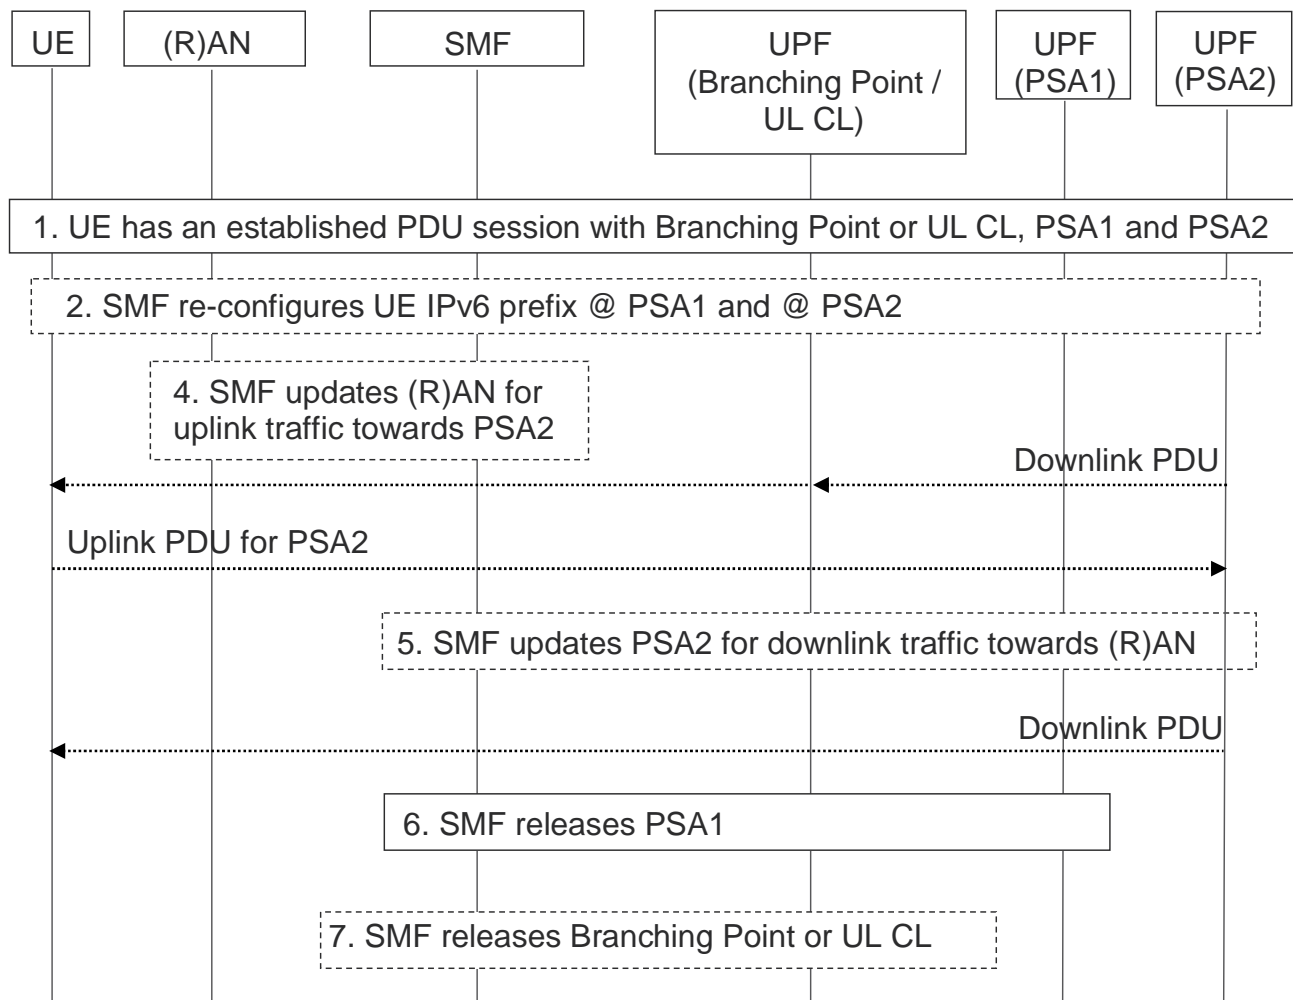 UE
(R)AN
SMF
UPF
(Branching Point /
UL CL)
UPF
(PSA1)
UPF
(PSA2)
1. UE has an established PDU session with Branching Point or UL CL, PSA1 and PSA2
2. SMF re-configures UE IPv6 prefix @ PSA1 and @ PSA2
4. SMF updates (R)AN for
uplink traffic towards PSA2
Downlink PDU
Uplink PDU for PSA2
5. SMF updates PSA2 for downlink traffic towards (R)AN
Downlink PDU
6. SMF releases PSA1
7. SMF releases Branching Point or UL CL